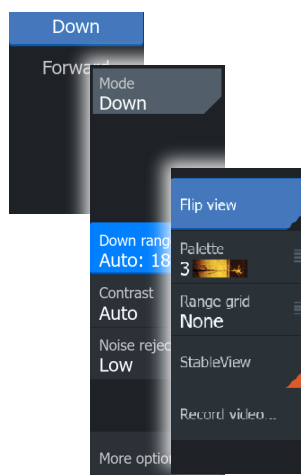 Down
Forwa
Mode
Down
Down rang
Auto: 18
Contrast
Auto
Noise rejec
Low
More optio
Flip view
Palette
3
Range grid
None
StableView
Record video...